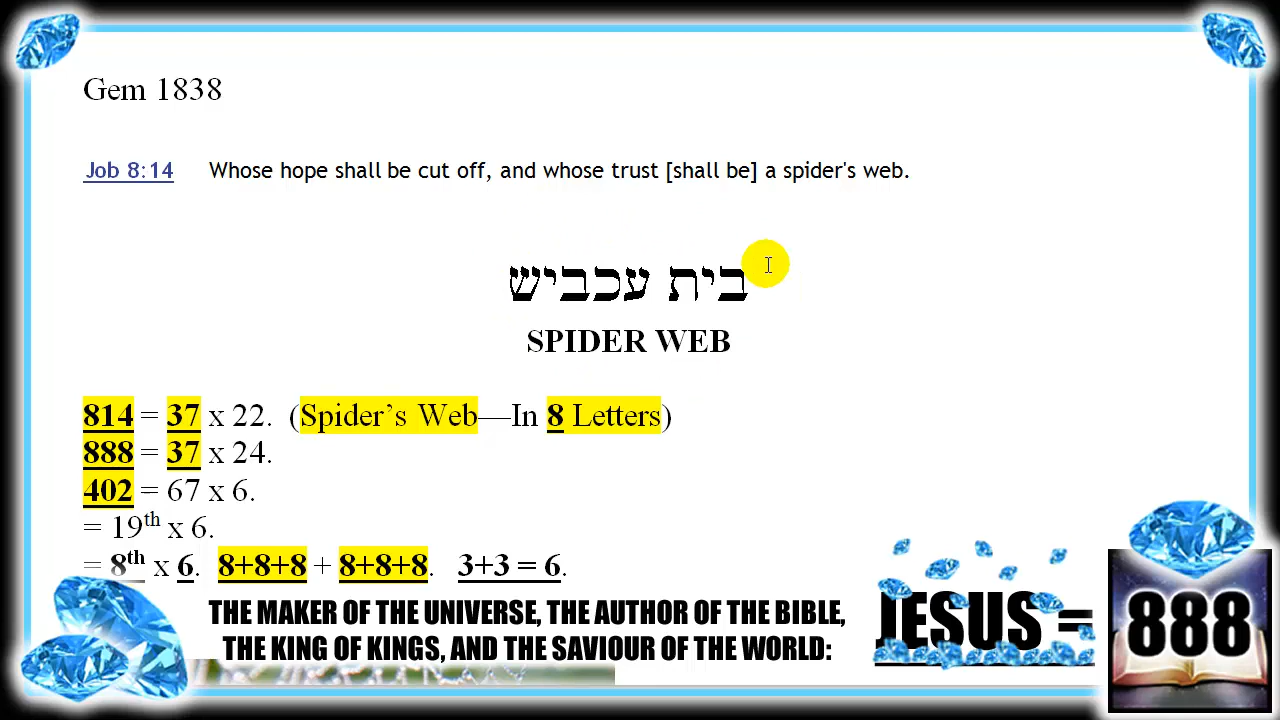 Gem 1838
Job 8:14 Whose hope shall be cut off, and whose trust [shall be] a spider's web.
בית עכביש
SPIDER WEB
814 = 37 x 22. (Spider’s Web—In 8 Letters)
888 = 37 x 24.
402 = 67 x 6.
= 19th x 6.
= 8th x 6. 8+8+8 + 8+8+8. 3+3 = 6.
THE MAKER OF THE UNIVERSE, THE AUTHOR OF THE BIBLE,
THE KING OF KINGS, AND THE SAVIOUR OF THE WORLD:
JESUS = 888